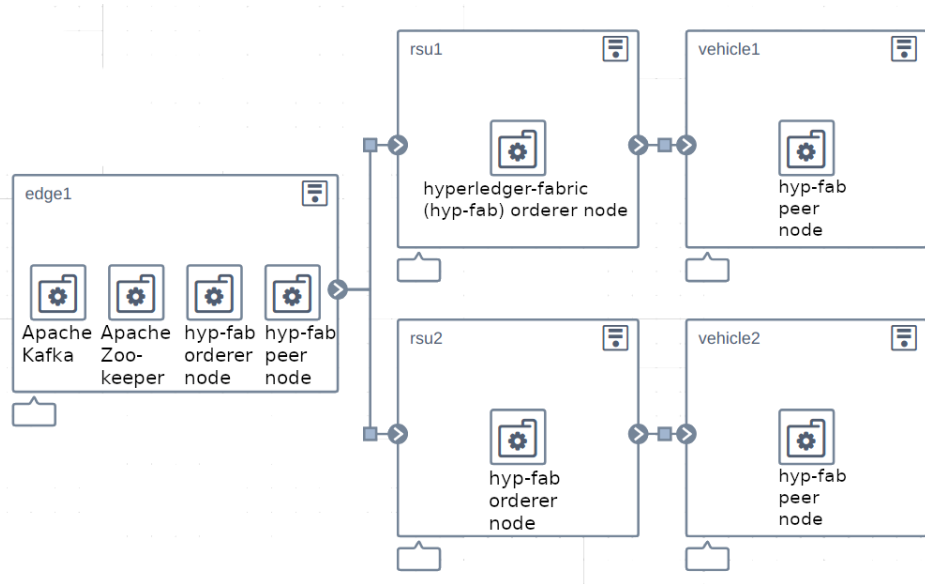 rsu1
hyperledger-fabric
(hyp-fab) orderer node
vehicle1
hyp-fab
peer
node
edge1
Apache
Kafka
Apache
Zoo-
keeper
hyp-fab
orderer
node
hyp-fab
peer
node
rsu2
hyp-fab
orderer
node
vehicle2
hyp-fab
peer
node